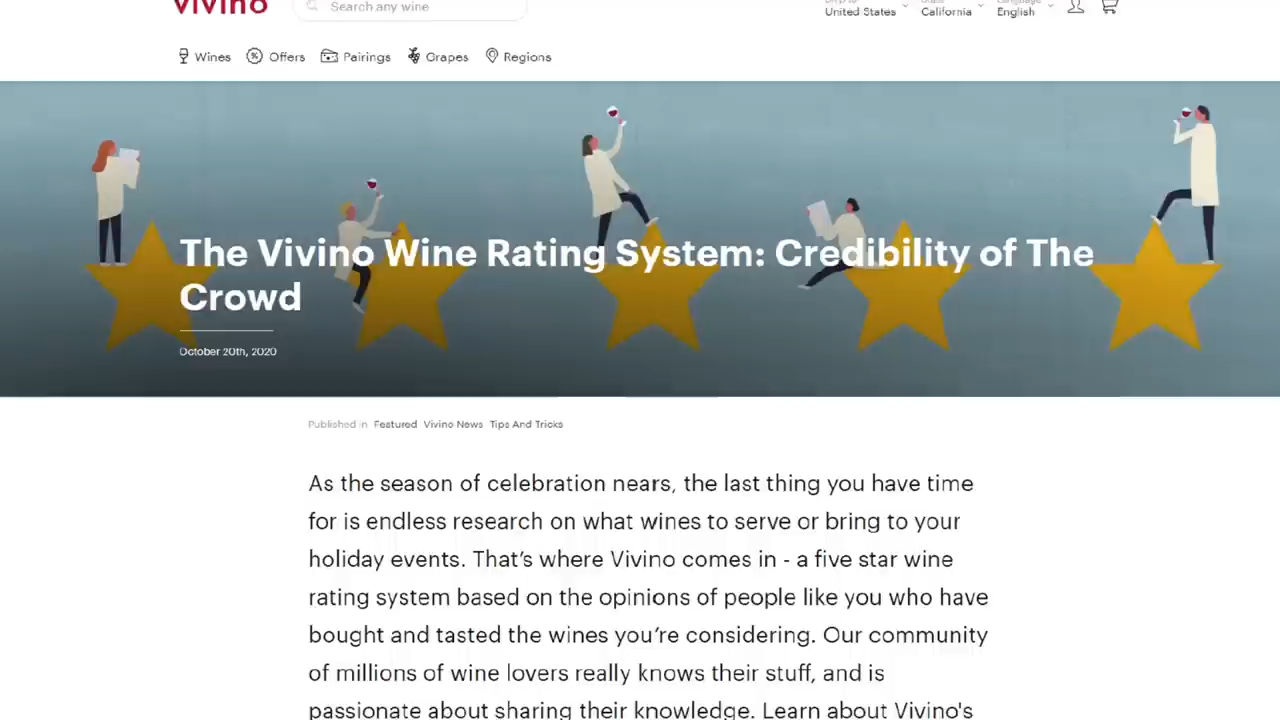 vivino
Search any wine
United States
California
Language
English
Wines
Offers
Pairings
Grapes
Regions
The Vivino Wine Rating System: Credibility of The
Crowd
October 20th, 2020
Published in Featured Vivino News Tips And Tricks
As the season of celebration nears, the last thing you have time
for is endless research on what wines to serve or bring to your
holiday events. That’s where Vivino comes in - a five star wine
rating system based on the opinions of people like you who have
bought and tasted the wines you’re considering. Our community
of millions of wine lovers really knows their stuff, and is
passionate about sharing their knowledge. Learn about Vivino's